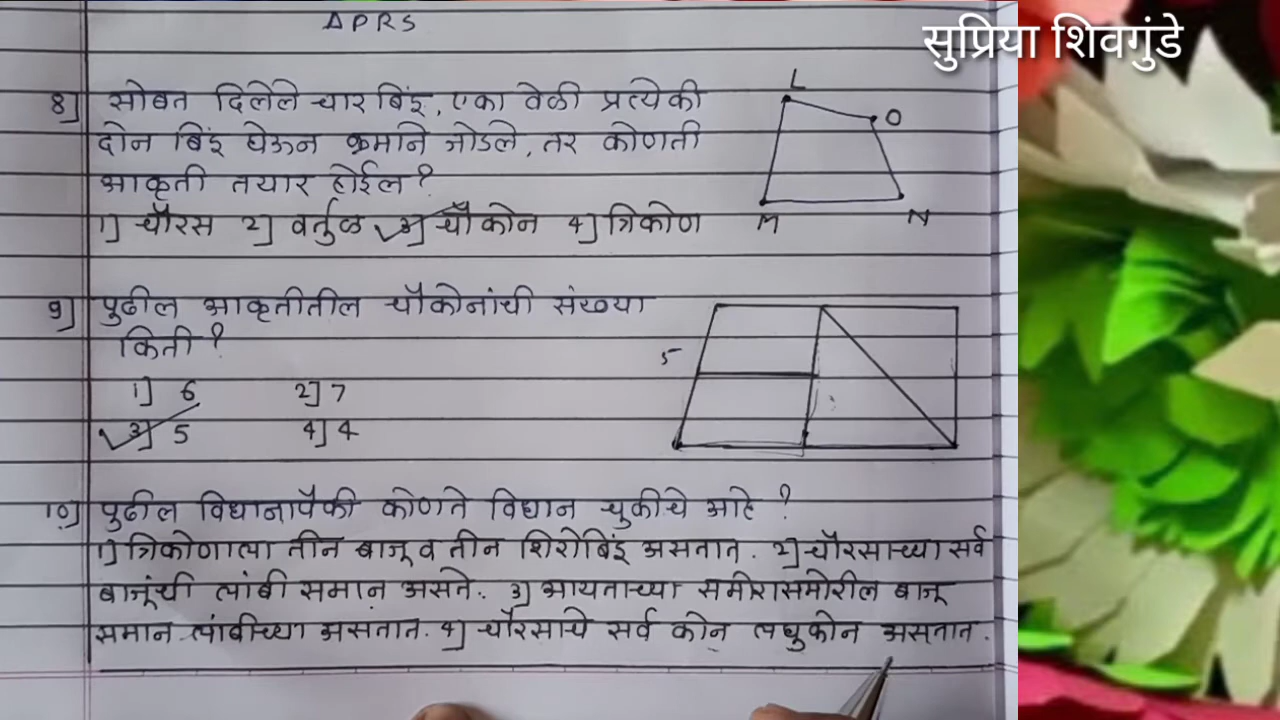 APRS
सुप्रिया शिवगुंडे
8] सोबत दिलेले चार बिंदू, एका वेळी प्रत्येकी
दोन बिंदू घेऊन क्रमाने जोडले, तर कोणती
आकृती तयार होईल ?
1] चौरस 2] वर्तुळ 3] चौकोन 4] त्रिकोण
L
O
M
N
9] पुढील आकृतीतील चौकोनांची संख्या
किती ?
5
1] 6 2] 7
3] 5 4] 4
10] पुढील विधानापैकी कोणते विधान चुकीचे आहे ?
1] त्रिकोणाला तीन बाजू व तीन शिरोबिंदू असतात. 2] चौरसाच्या सर्व
बाजूंची लांबी समान असते. 3] आयताच्या समोरासमोरील बाजू
समान लांबीच्या असतात. 4] चौरसाचे सर्व कोन लघुकोन असतात.